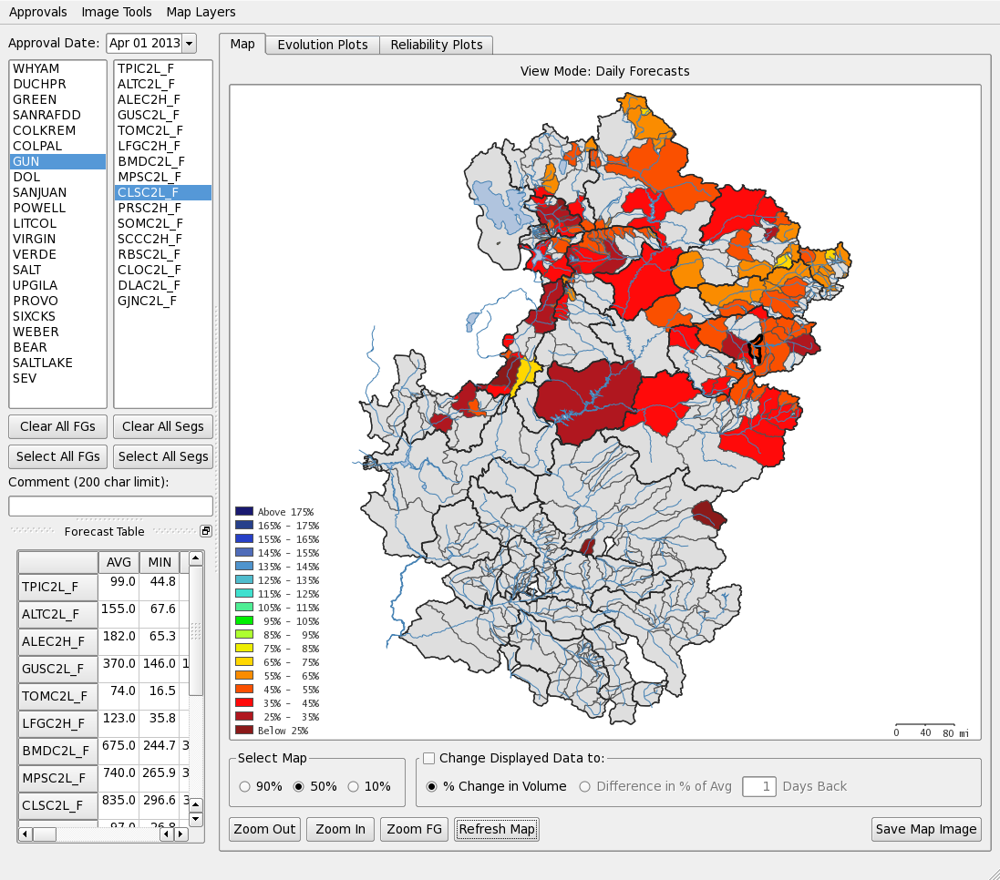 Approvals Image Tools Map Layers
Approval Date: Apr 01 2013
WHYAM
DUCHPR
GREEN
SANRAFDD
COLKREM
COLPAL
GUN
DOL
SANJUAN
POWELL
LITCOL
VIRGIN
VERDE
SALT
UPGILA
PROVO
SIXCKS
WEBER
BEAR
SALTLAKE
SEV
TPIC2L_F
ALTC2L_F
ALEC2H_F
GUSC2L_F
TOMC2L_F
LFGC2H_F
BMDC2L_F
MPSC2L_F
CLSC2L_F
PRSC2H_F
SOMC2L_F
SCCC2H_F
RBSC2L_F
CLOC2L_F
DLAC2L_F
GJNC2L_F
Clear All FGs Clear All Segs
Select All FGs Select All Segs
Comment (200 char limit):
Forecast Table
AVG MIN
TPIC2L_F 99.0 44.8
ALTC2L_F 155.0 67.6
ALEC2H_F 182.0 65.3
GUSC2L_F 370.0 146.0 1
TOMC2L_F 74.0 16.5
LFGC2H_F 123.0 35.8
BMDC2L_F 675.0 244.7 3
MPSC2L_F 740.0 265.9 3
CLSC2L_F 835.0 296.6 3
97.0 26.8
Map Evolution Plots Reliability Plots
View Mode: Daily Forecasts
Above 175%
165% - 175%
155% - 165%
145% - 155%
135% - 145%
125% - 135%
115% - 125%
105% - 115%
95% - 105%
85% - 95%
75% - 85%
65% - 75%
55% - 65%
45% - 55%
35% - 45%
25% - 35%
Below 25%
0 40 80 mi
Select Map
90% 50% 10%
Change Displayed Data to:
% Change in Volume Difference in % of Avg 1 Days Back
Zoom Out Zoom In Zoom FG Refresh Map Save Map Image